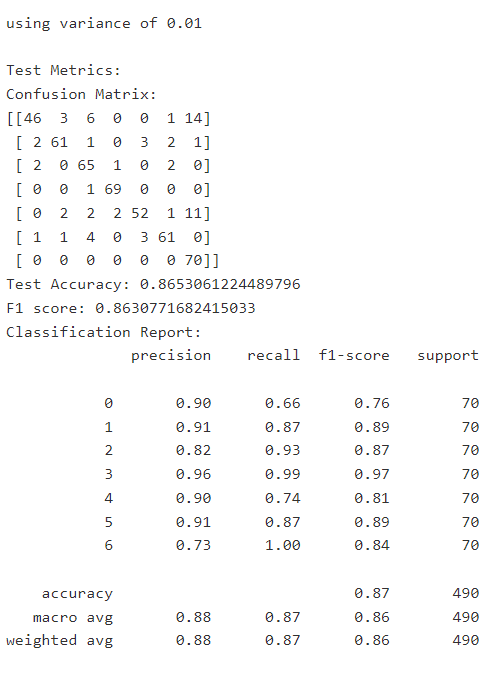 using variance of 0.01
Test Metrics:
Confusion Matrix:
[[46  3  6  0  0  1 14]
 [ 2 61  1  0  3  2  1]
 [ 2  0 65  1  0  2  0]
 [ 0  0  1 69  0  0  0]
 [ 0  2  2  2 52  1 11]
 [ 1  1  4  0  3 61  0]
 [ 0  0  0  0  0  0 70]]
Test Accuracy: 0.8653061224489796
F1 score: 0.8630771682415033
Classification Report:
              precision    recall  f1-score   support
           0       0.90      0.66      0.76        70
           1       0.91      0.87      0.89        70
           2       0.82      0.93      0.87        70
           3       0.96      0.99      0.97        70
           4       0.90      0.74      0.81        70
           5       0.91      0.87      0.89        70
           6       0.73      1.00      0.84        70
    accuracy                           0.87       490
   macro avg       0.88      0.87      0.86       490
weighted avg       0.88      0.87      0.86       490